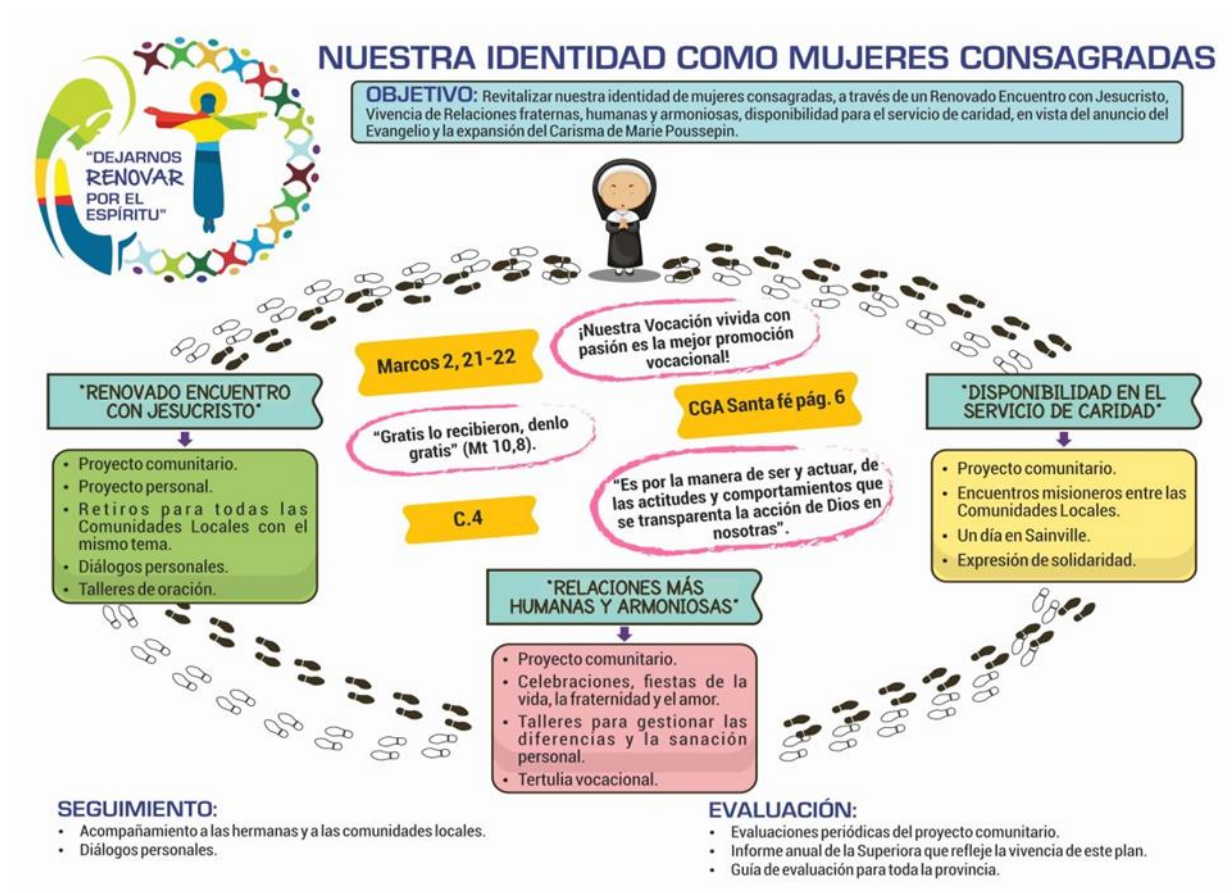 NUESTRA IDENTIDAD COMO MUJERES CONSAGRADAS
OBJETIVO: Revitalizar nuestra identidad de mujeres consagradas, a través de un Renovado Encuentro con Jesucristo,
Vivencia de Relaciones fraternas, humanas y armoniosas, disponibilidad para el servicio de caridad, en vista del anuncio del
Evangelio y la expansión del Carisma de Marie Poussepin.
"DEJARNOS
RENOVAR
POR EL
ESPÍRITU"
¡Nuestra Vocación vivida con
pasión es la mejor promoción
vocacional!
Marcos 2, 21-22
CGA Santa fé pág. 6
"Gratis lo recibieron, denlo
gratis" (Mt 10,8).
"Es por la manera de ser y actuar, de
las actitudes y comportamientos que
se transparenta la acción de Dios en
nosotras".
C.4
"RENOVADO ENCUENTRO
CON JESUCRISTO"
• Proyecto comunitario.
• Proyecto personal.
• Retiros para todas las
Comunidades Locales con el
mismo tema.
• Diálogos personales.
• Talleres de oración.
"RELACIONES MÁS
HUMANAS Y ARMONIOSAS"
• Proyecto comunitario.
• Celebraciones, fiestas de la
vida, la fraternidad y el amor.
• Talleres para gestionar las
diferencias y la sanación
personal.
• Tertulia vocacional.
"DISPONIBILIDAD EN EL
SERVICIO DE CARIDAD"
• Proyecto comunitario.
• Encuentros misioneros entre las
Comunidades Locales.
• Un día en Sainville.
• Expresión de solidaridad.
SEGUIMIENTO:
• Acompañamiento a las hermanas y a las comunidades locales.
• Diálogos personales.
EVALUACIÓN:
• Evaluaciones periódicas del proyecto comunitario.
• Informe anual de la Superiora que refleje la vivencia de este plan.
• Guía de evaluación para toda la provincia.